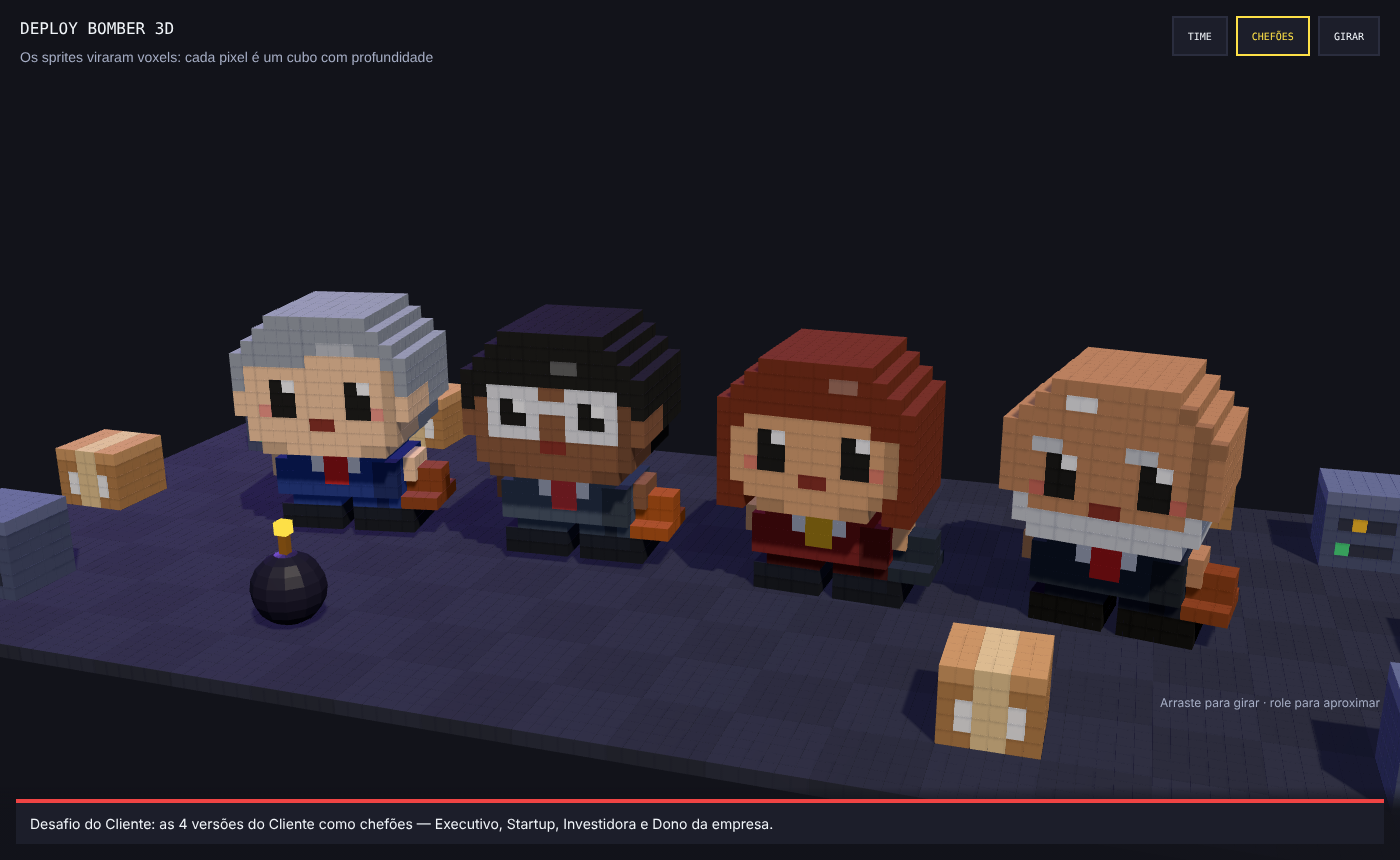 DEPLOY BOMBER 3D
Os sprites viraram voxels: cada pixel é um cubo com profundidade
TIME
CHEFÕES
GIRAR
Arraste para girar · role para aproximar
Desafio do Cliente: as 4 versões do Cliente como chefões — Executivo, Startup, Investidora e Dono da empresa.